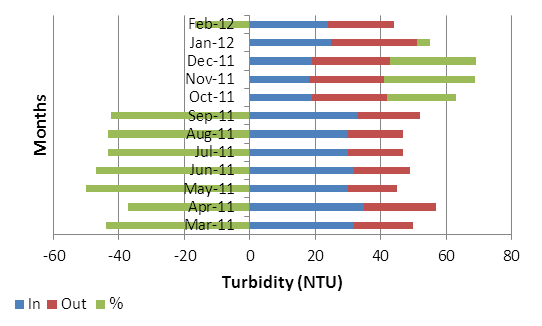 Feb-12
Jan-12
Dec-11
Nov-11
Oct-11
Sep-11
Aug-11
Jul-11
Jun-11
May-11
Apr-11
Mar-11
Months
-60 -40 -20 0 20 40 60 80
Turbidity (NTU)
In Out %